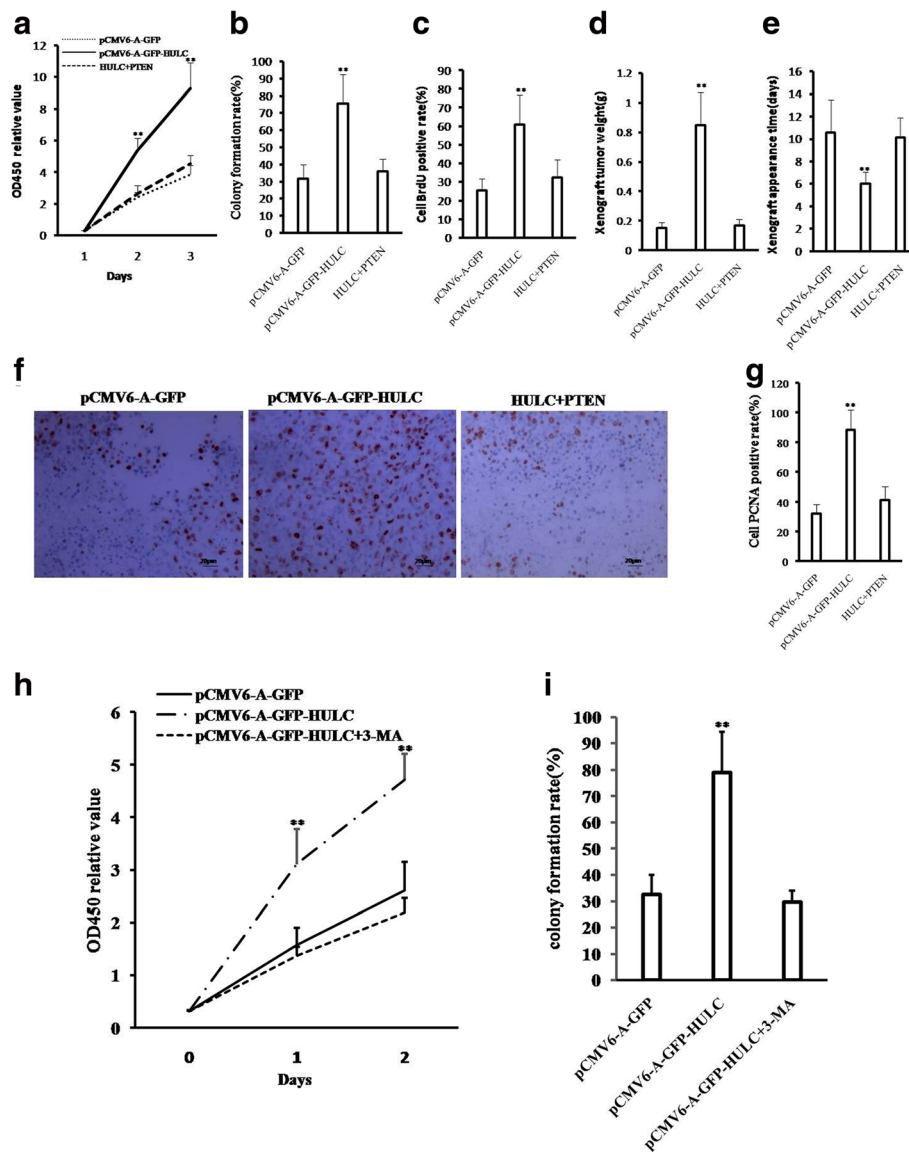 a
pCMV6-A-GFP
pCMV6-A-GFP-HULC
HULC+PTEN
12
10
8
6
4
2
0
OD450 relative value
**
**
1 2 3
Days
b
100
90
80
70
60
50
40
30
20
10
0
Colony formation rate(%)
**
pCMV6-A-GFP
pCMV6-A-GFP-HULC
HULC+PTEN
c
90
80
70
60
50
40
30
20
10
0
Cell BrdU positive rate(%)
**
pCMV6-A-GFP
pCMV6-A-GFP-HULC
HULC+PTEN
d
1.2
1
0.8
0.6
0.4
0.2
0
Xenograft tumor weight(g)
**
pCMV6-A-GFP
pCMV6-A-GFP-HULC
HULC+PTEN
e
16
14
12
10
8
6
4
2
0
Xenograft appearance time(days)
**
pCMV6-A-GFP
pCMV6-A-GFP-HULC
HULC+PTEN
f
pCMV6-A-GFP
pCMV6-A-GFP-HULC
HULC+PTEN
20µm
20µm
20µm
g
120
100
80
60
40
20
0
Cell PCNA positive rate(%)
**
pCMV6-A-GFP
pCMV6-A-GFP-HULC
HULC+PTEN
h
pCMV6-A-GFP
pCMV6-A-GFP-HULC
pCMV6-A-GFP-HULC+3-MA
6
5
4
3
2
1
0
OD450 relative value
**
**
0 1 2
Days
i
100
90
80
70
60
50
40
30
20
10
0
colony formation rate(%)
**
pCMV6-A-GFP
pCMV6-A-GFP-HULC
pCMV6-A-GFP-HULC+3-MA